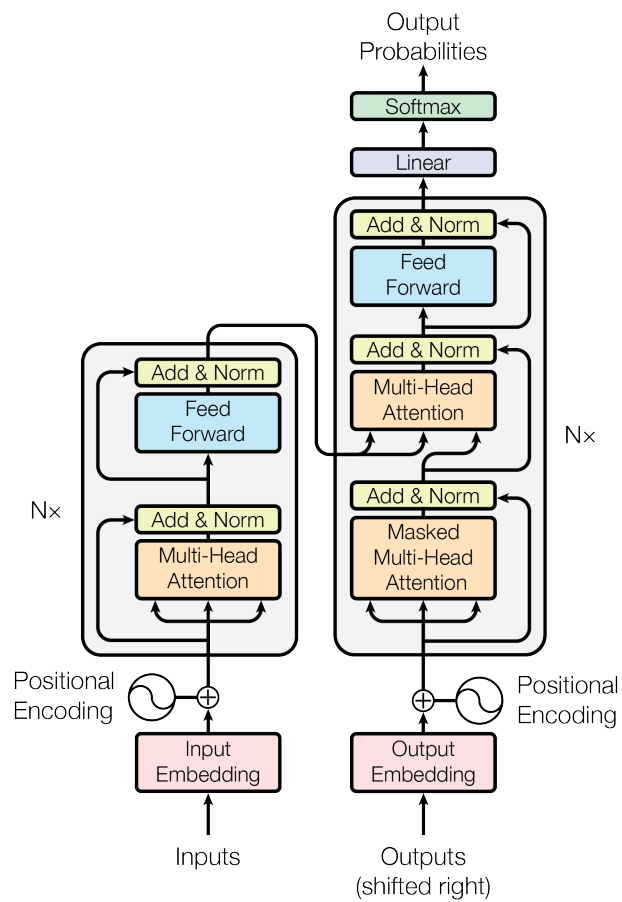 Output
Probabilities
Softmax
Linear
Add & Norm
Feed
Forward
Add & Norm
Multi-Head
Attention
Add & Norm
Masked
Multi-Head
Attention
N×
Positional
Encoding
Output
Embedding
Outputs
(shifted right)
Add & Norm
Feed
Forward
Add & Norm
Multi-Head
Attention
N×
Positional
Encoding
Input
Embedding
Inputs